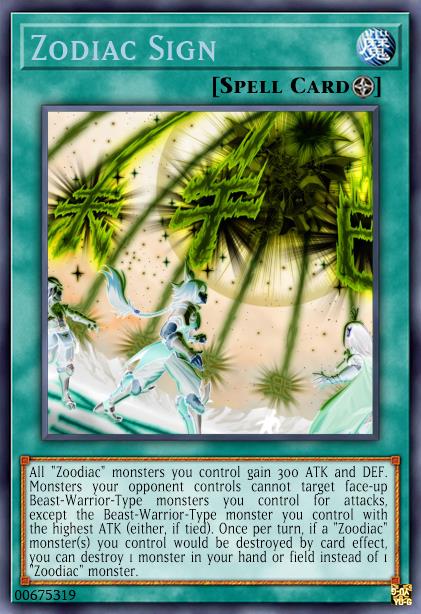 Zodiac Sign
[Spell Card]
All "Zoodiac" monsters you control gain 300 ATK and DEF.
Monsters your opponent controls cannot target face-up
Beast-Warrior-Type monsters you control for attacks,
except the Beast-Warrior-Type monster you control with
the highest ATK (either, if tied). Once per turn, if a "Zoodiac"
monster(s) you control would be destroyed by card effect,
you can destroy 1 monster in your hand or field instead of 1
"Zoodiac" monster.
00675319